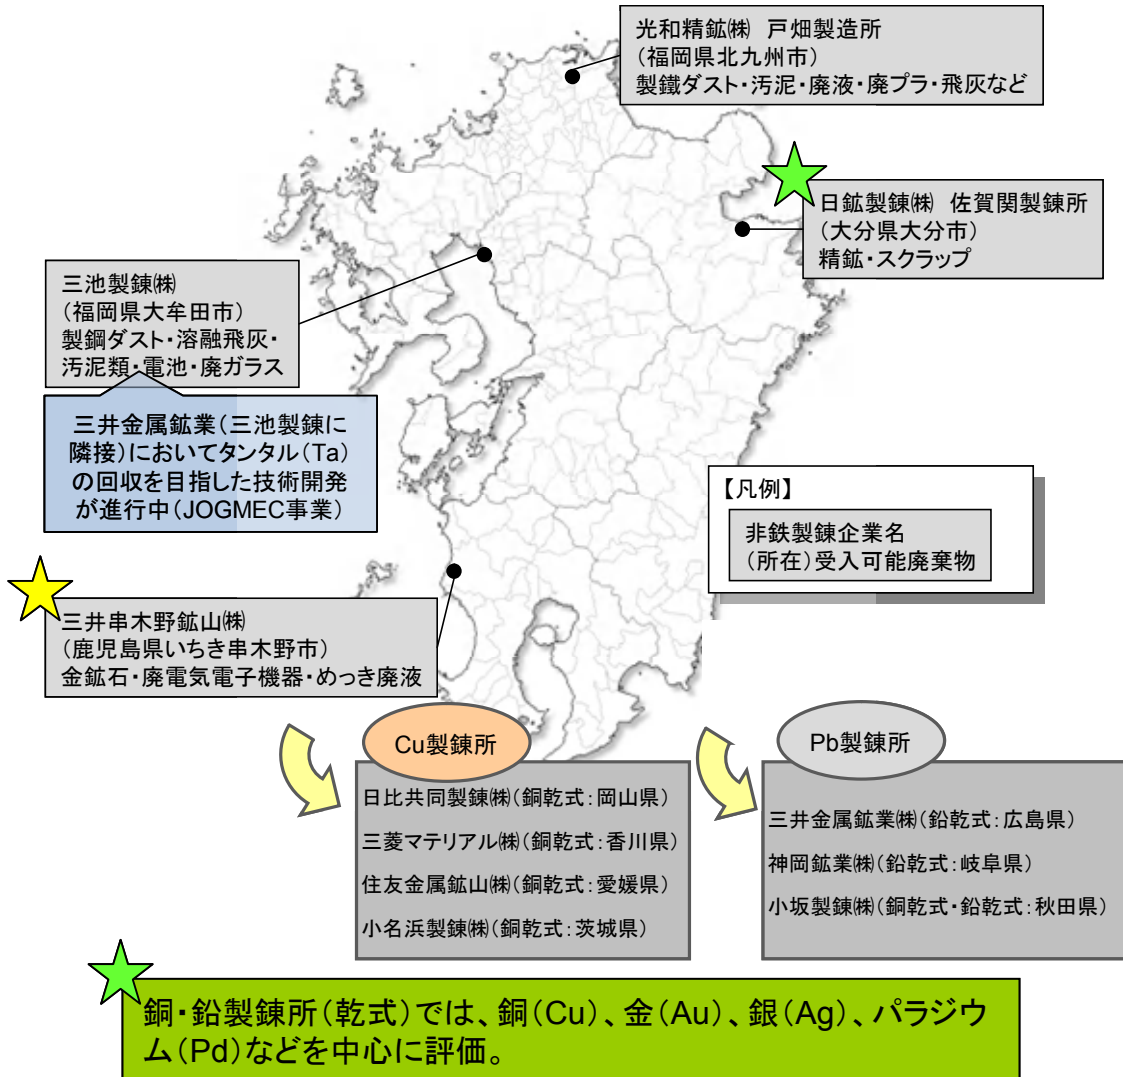 光和精鉱㈱ 戸畑製造所
(福岡県北九州市)
製鐵ダスト・汚泥・廃液・廃プラ・飛灰など
日鉱製錬㈱ 佐賀関製錬所
(大分県大分市)
精鉱・スクラップ
三池製錬㈱
(福岡県大牟田市)
製鋼ダスト・溶融飛灰・
汚泥類・電池・廃ガラス
三井金属鉱業(三池製錬に
隣接)においてタンタル(Ta)
の回収を目指した技術開発
が進行中(JOGMEC事業)
【凡例】
非鉄製錬企業名
(所在)受入可能廃棄物
三井串木野鉱山㈱
(鹿児島県いちき串木野市)
金鉱石・廃電気電子機器・めっき廃液
Cu製錬所
日比共同製錬㈱(銅乾式:岡山県)
三菱マテリアル㈱(銅乾式:香川県)
住友金属鉱山㈱(銅乾式:愛媛県)
小名浜製錬㈱(銅乾式:茨城県)
Pb製錬所
三井金属鉱業㈱(鉛乾式:広島県)
神岡鉱業㈱(鉛乾式:岐阜県)
小坂製錬㈱(銅乾式・鉛乾式:秋田県)
銅・鉛製錬所(乾式)では、銅(Cu)、金(Au)、銀(Ag)、パラジウ
ム(Pd)などを中心に評価。